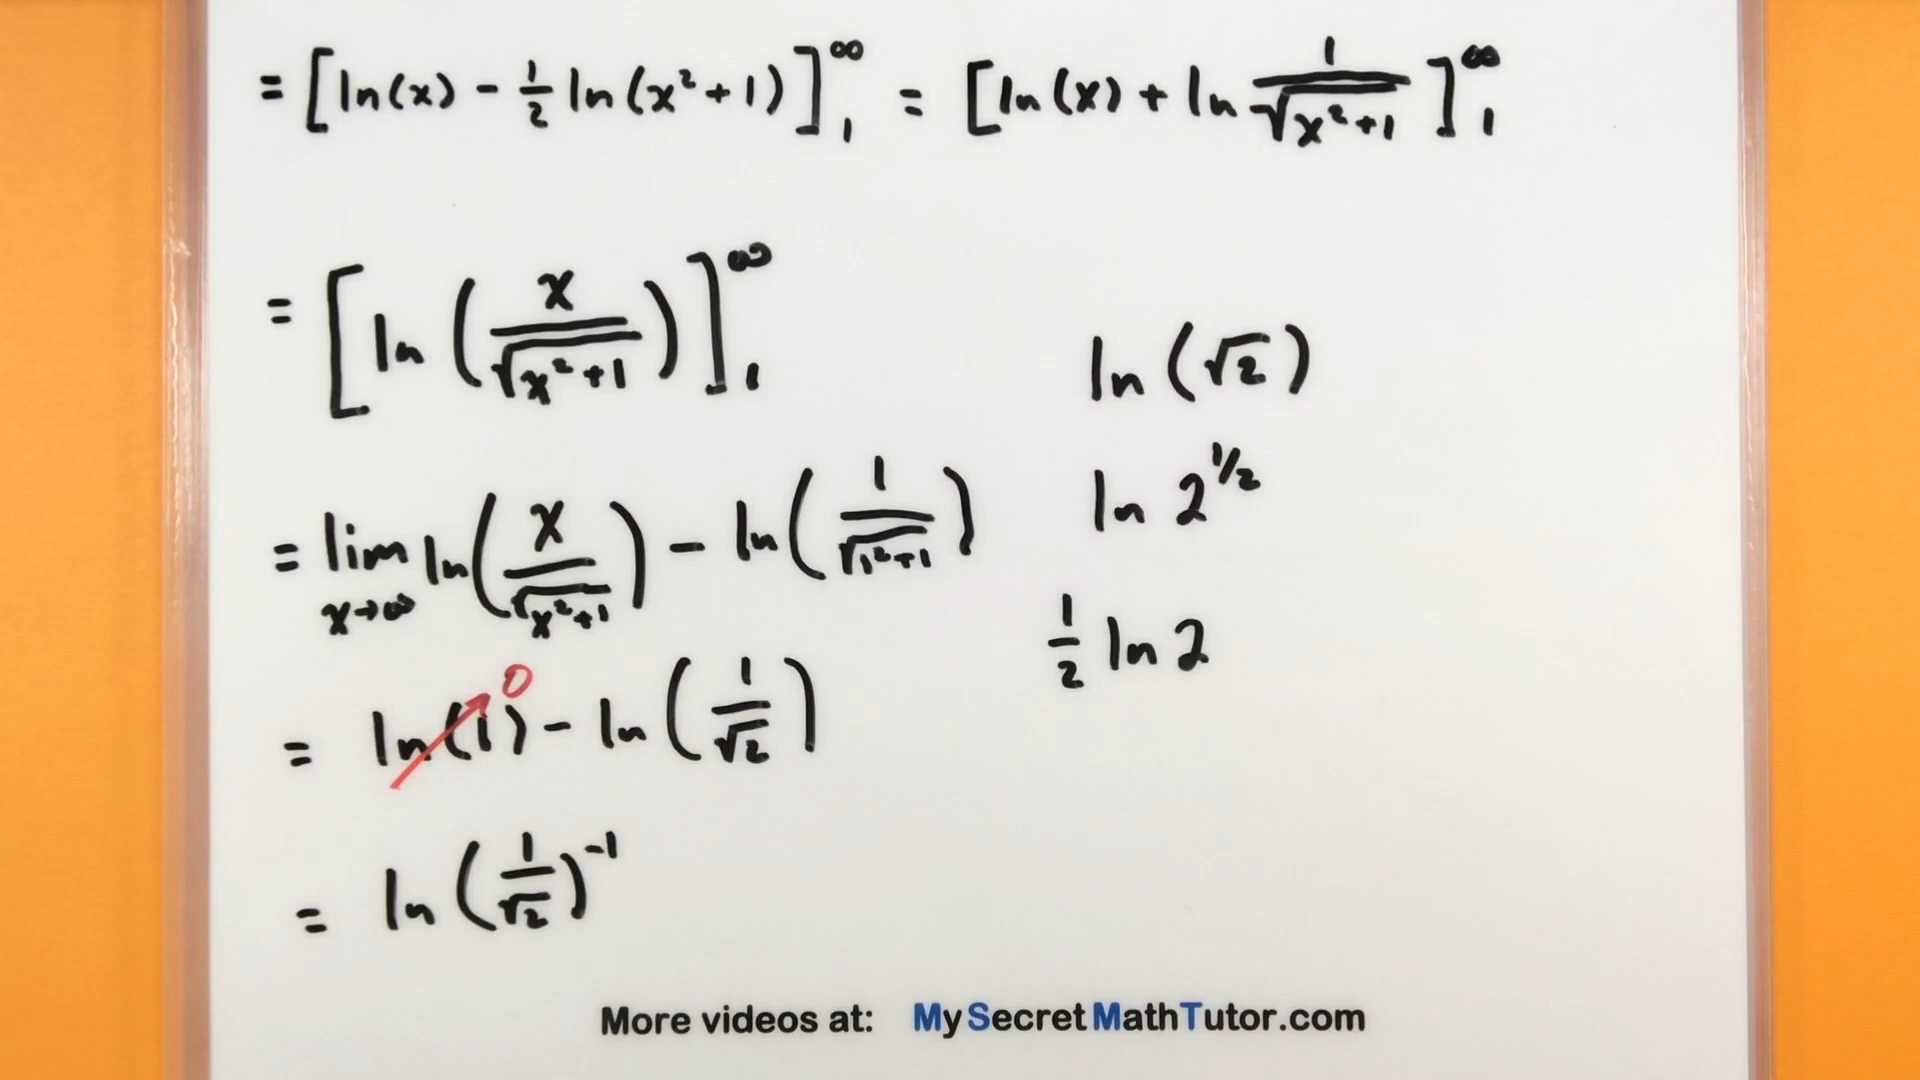 = [ln(x) - 1/2 ln(x²+1)]₁^∞ = [ln(x) + ln 1/√(x²+1)]₁^∞
= [ln(x/√(x²+1))]₁^∞
= lim x→∞ ln(x/√(x²+1)) - ln(1/√(1²+1))
= ln(1) 0 - ln(1/√2)
= ln(1/√2)⁻¹
ln(√2)
ln 2^1/2
1/2 ln 2
More videos at: MySecretMathTutor.com